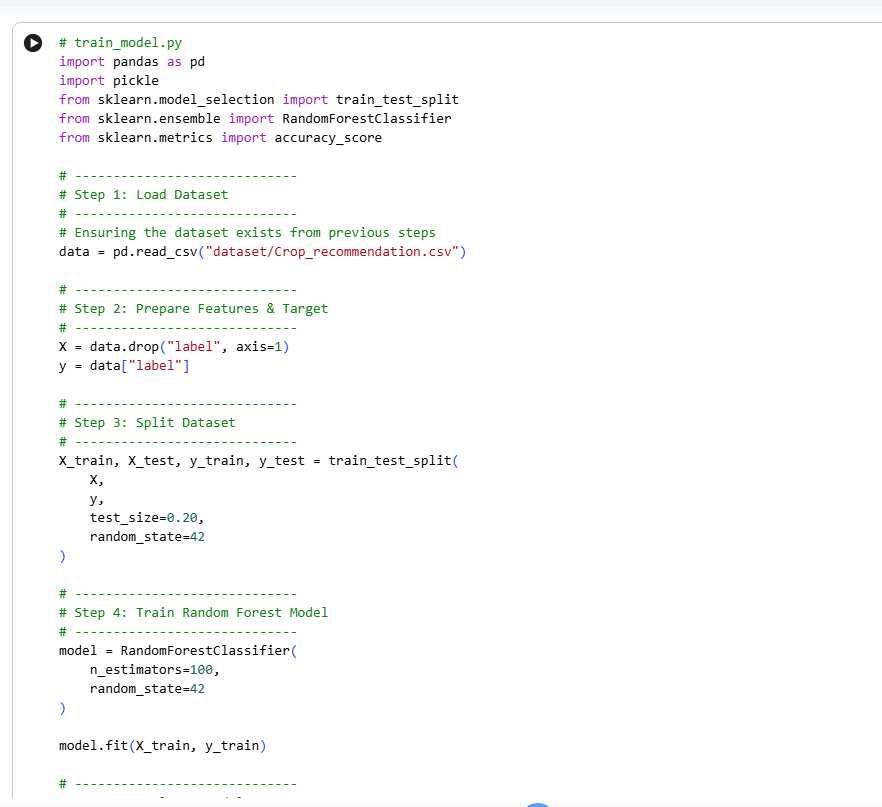 # train_model.py
import pandas as pd
import pickle
from sklearn.model_selection import train_test_split
from sklearn.ensemble import RandomForestClassifier
from sklearn.metrics import accuracy_score
# -----------------------------
# Step 1: Load Dataset
# -----------------------------
# Ensuring the dataset exists from previous steps
data = pd.read_csv("dataset/Crop_recommendation.csv")
# -----------------------------
# Step 2: Prepare Features & Target
# -----------------------------
X = data.drop("label", axis=1)
y = data["label"]
# -----------------------------
# Step 3: Split Dataset
# -----------------------------
X_train, X_test, y_train, y_test = train_test_split(
    X,
    y,
    test_size=0.20,
    random_state=42
)
# -----------------------------
# Step 4: Train Random Forest Model
# -----------------------------
model = RandomForestClassifier(
    n_estimators=100,
    random_state=42
)
model.fit(X_train, y_train)
# -----------------------------